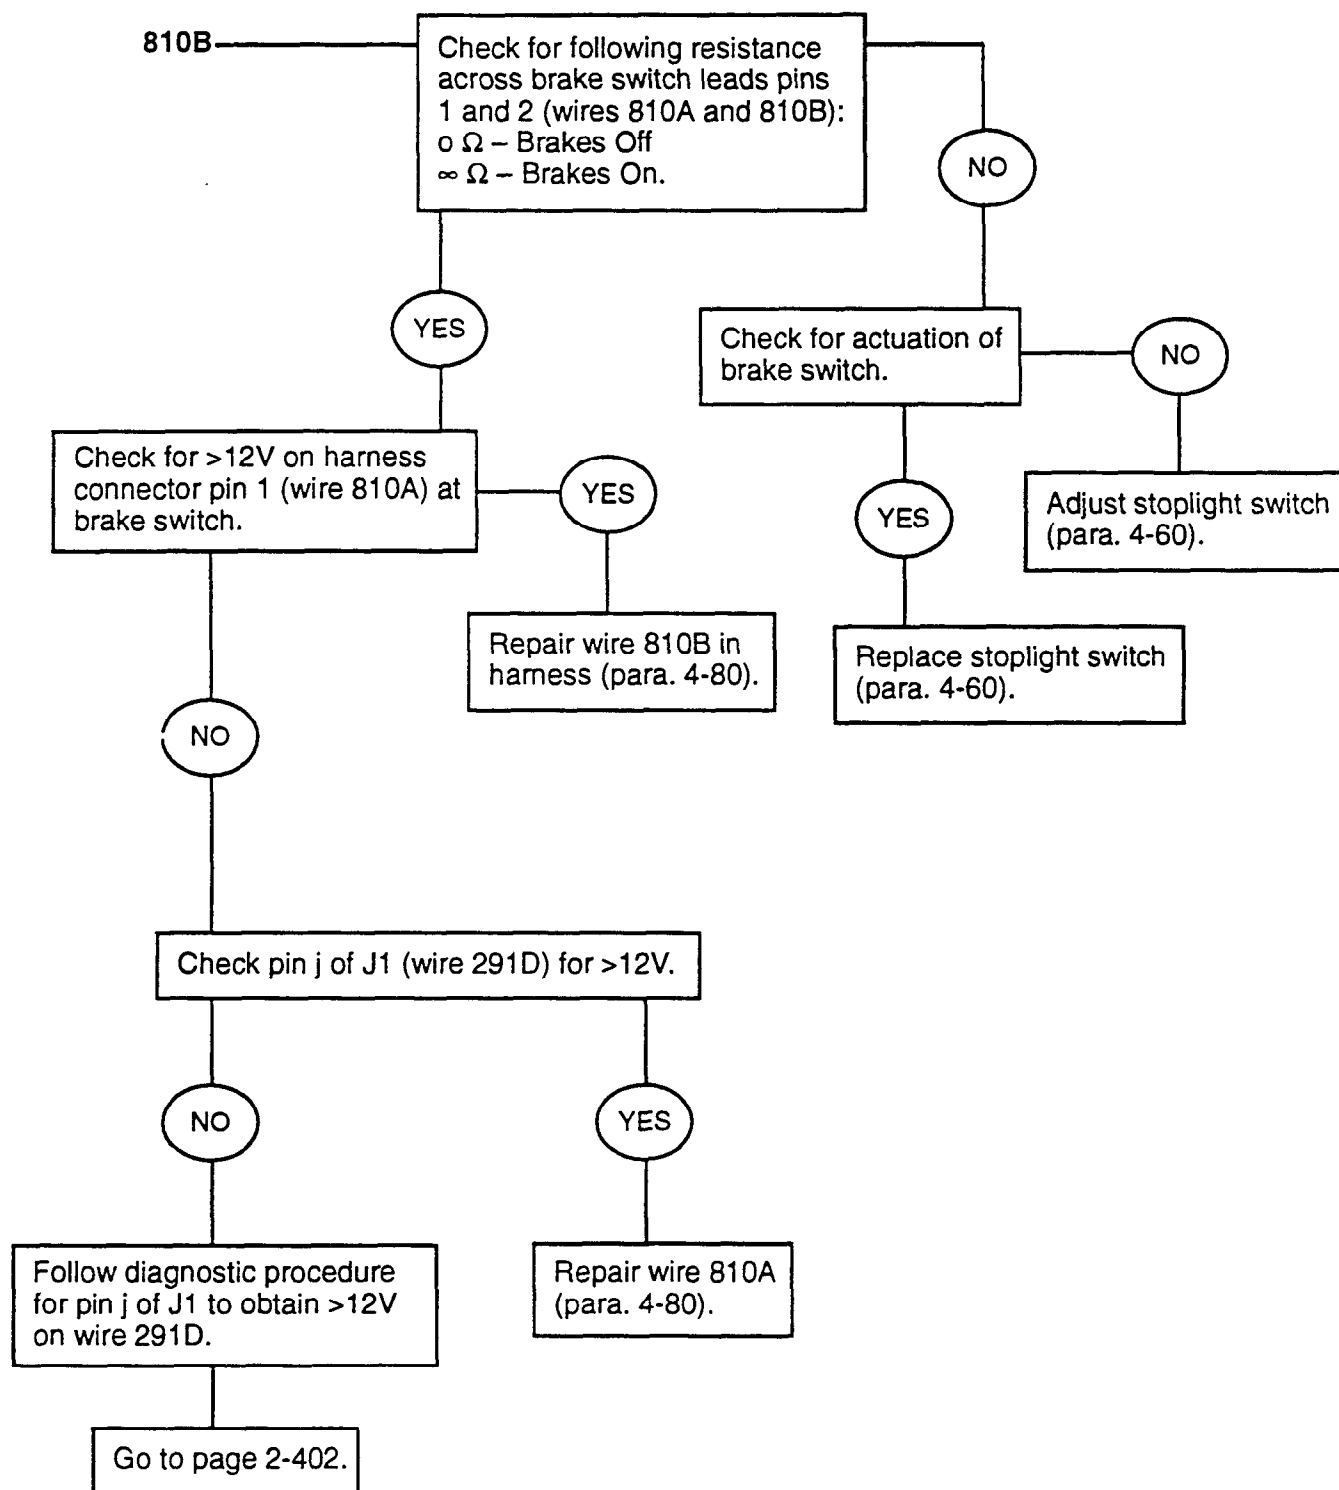 810B
Check for following resistance
across brake switch leads pins
1 and 2 (wires 810A and 810B):
o Ω – Brakes Off
∞ Ω – Brakes On.
NO
YES
Check for actuation of
brake switch.
NO
Check for >12V on harness
connector pin 1 (wire 810A) at
brake switch.
YES
YES
Adjust stoplight switch
(para. 4-60).
Repair wire 810B in
harness (para. 4-80).
Replace stoplight switch
(para. 4-60).
NO
Check pin j of J1 (wire 291D) for >12V.
NO
YES
Follow diagnostic procedure
for pin j of J1 to obtain >12V
on wire 291D.
Repair wire 810A
(para. 4-80).
Go to page 2-402.